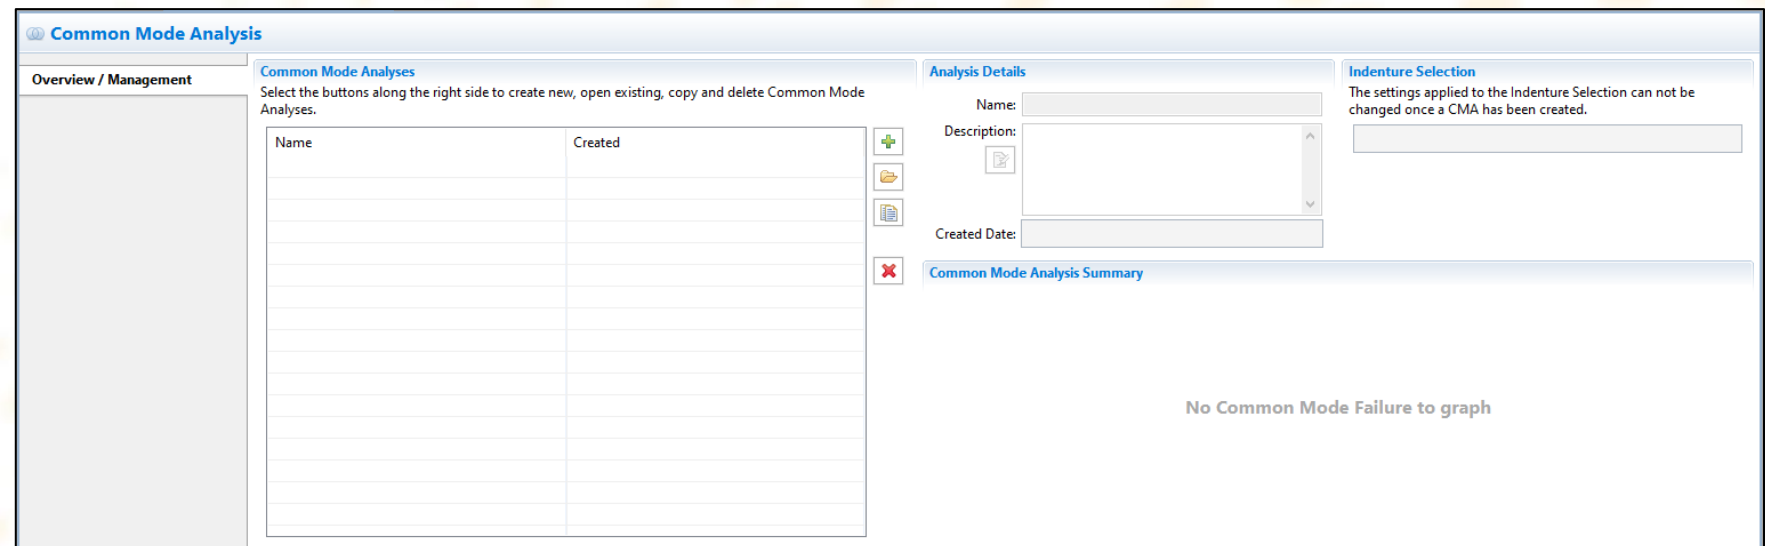 Common Mode Analysis
Overview / Management
Common Mode Analyses
Select the buttons along the right side to create new, open existing, copy and delete Common Mode
Analyses.
Name
Created
Analysis Details
Name:
Description:
Created Date:
Indenture Selection
The settings applied to the Indenture Selection can not be
changed once a CMA has been created.
Common Mode Analysis Summary
No Common Mode Failure to graph